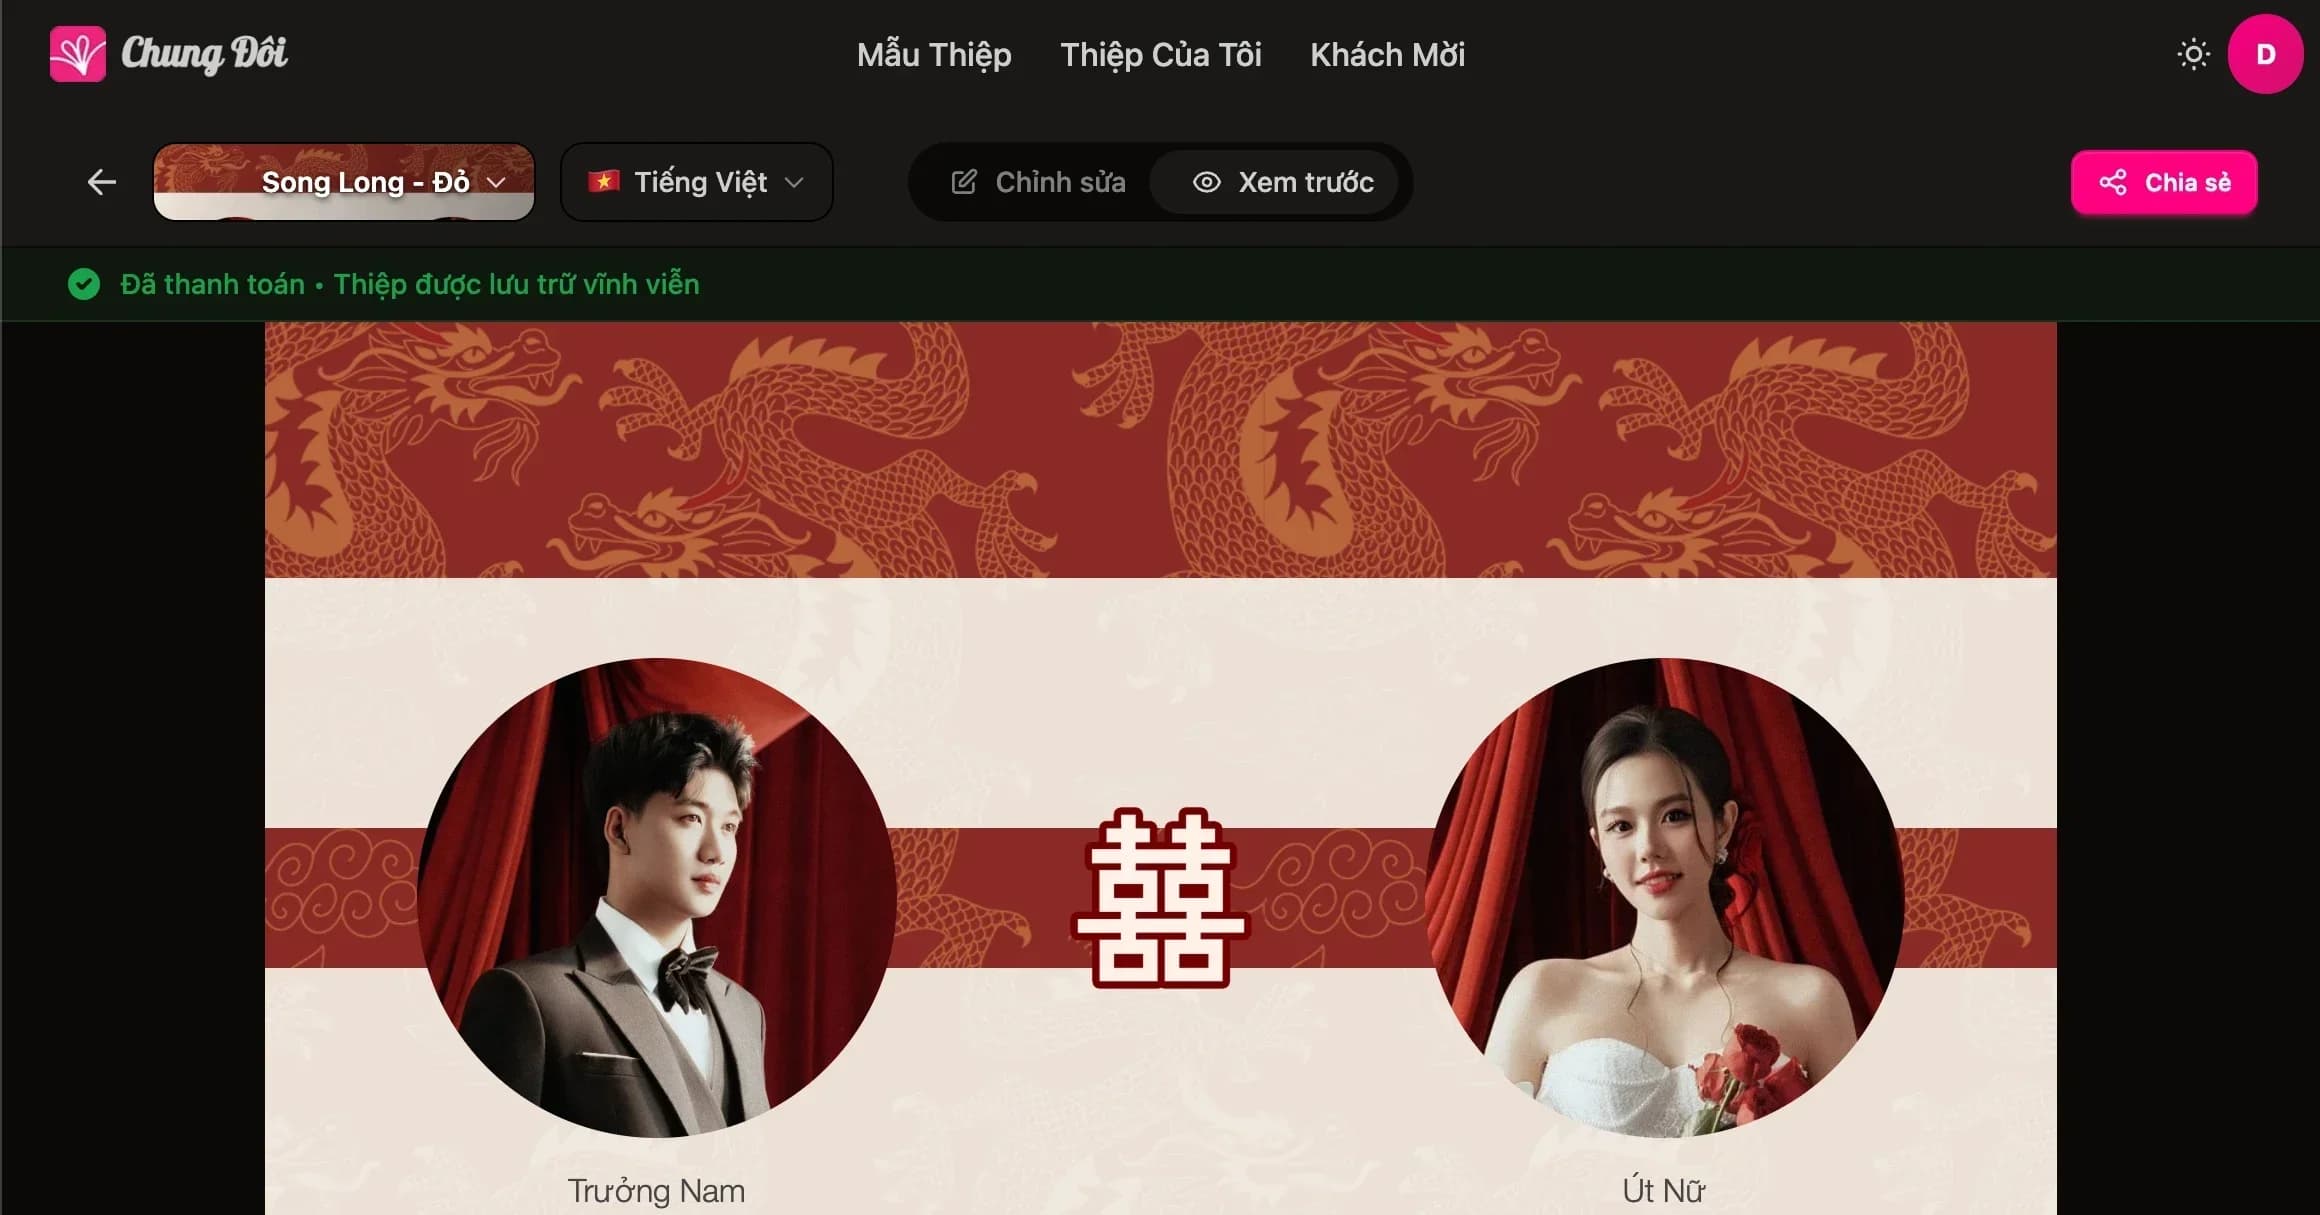 Chung Đôi
Mẫu Thiệp
Thiệp Của Tôi
Khách Mời
D
Song Long - Đỏ
Tiếng Việt
Chỉnh sửa
Xem trước
Chia sẻ
Đã thanh toán • Thiệp được lưu trữ vĩnh viễn
囍
Trưởng Nam
Út Nữ